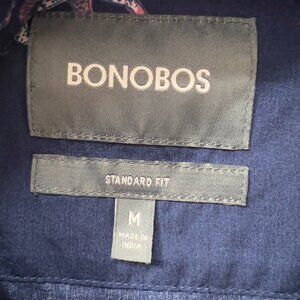 BONOBOS
STANDARD FIT
M
MADE IN
INDIA